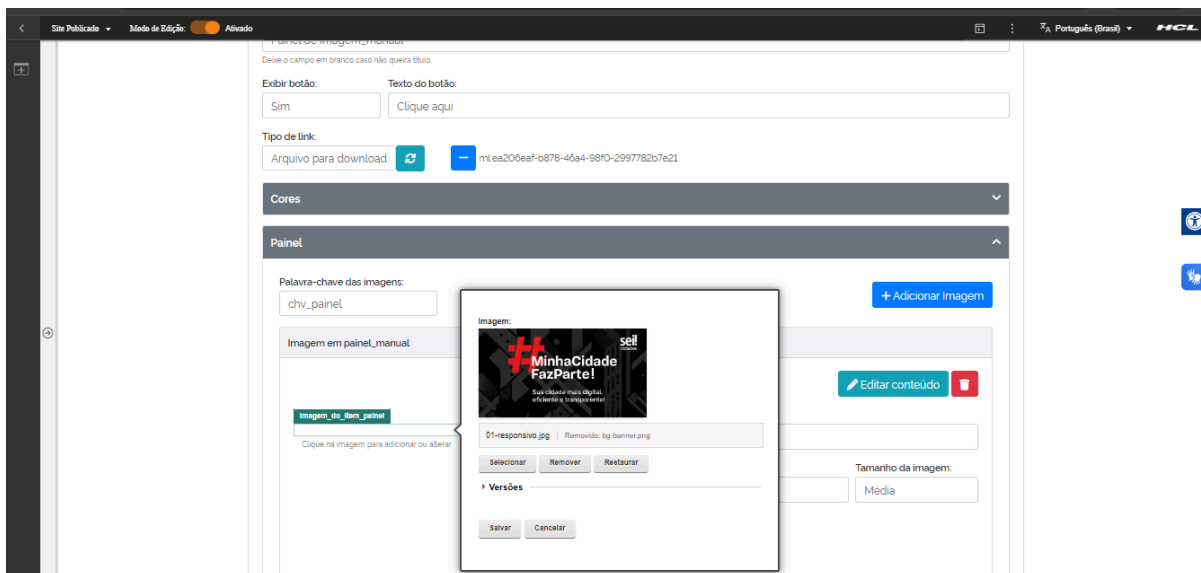 Site Publicado
Modo de Edição:
Ativado
Português (Brasil)
HCL
Painel de Imagem_manual
Deixe o campo em branco caso não queira título.
Exibir botão:
Texto do botão:
Sim
Clique aqui
Tipo de link:
Arquivo para download
ml:ea206eaf-b878-46a4-98f0-2997782b7e21
Cores
Painel
Palavra-chave das imagens:
chv_painel
+ Adicionar Imagem
Imagem em painel_manual
Editar conteúdo
Imagem_do_Item_painel
Clique na imagem para adicionar ou alterar
Imagem:
sei!
cidades
#MinhaCidade
FazParte!
Sua cidade mais digital,
eficiente e transparente!
01-responsivo.jpg | Removido: bg-banner.png
Selecionar
Remover
Restaurar
Versões
Salvar
Cancelar
Tamanho da imagem:
Média